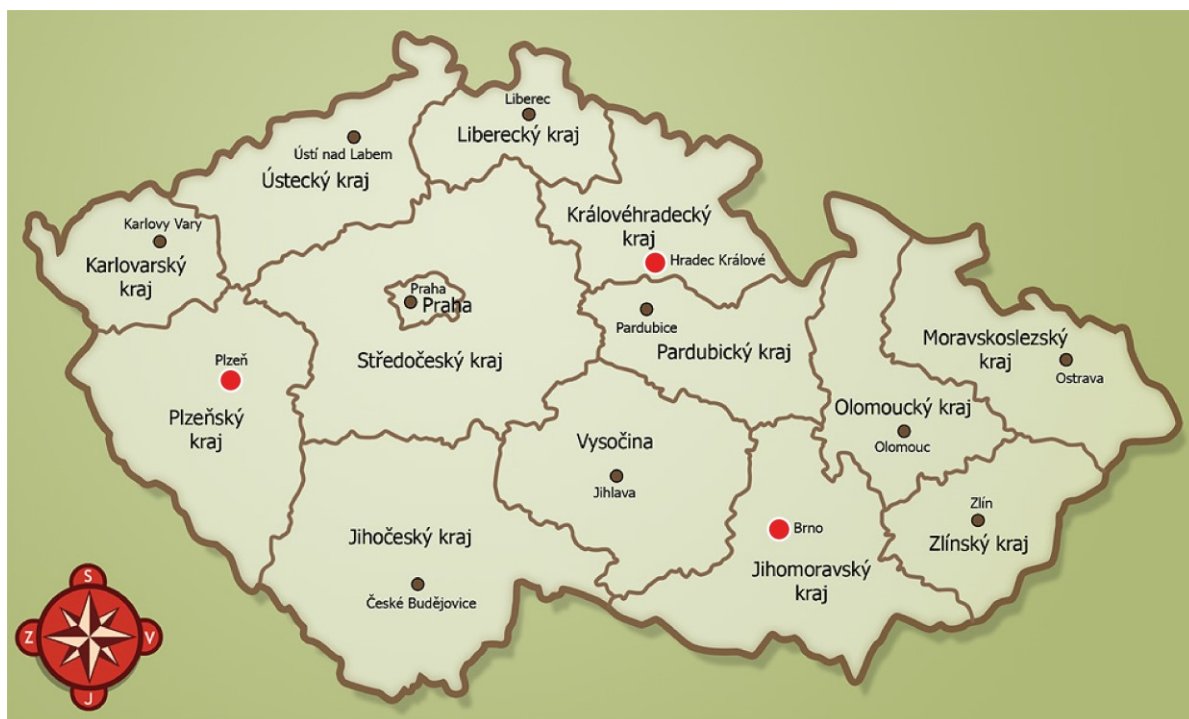 Liberec
Liberecký kraj
Ústí nad Labem
Ústecký kraj
Karlovy Vary
Karlovarský
kraj
Královéhradecký
kraj
Hradec Králové
Praha
Praha
Středočeský kraj
Pardubice
Pardubický kraj
Moravskoslezský
kraj
Ostrava
Plzeň
Plzeňský
kraj
Olomoucký kraj
Olomouc
Vysočina
Jihlava
Zlín
Zlínský kraj
Brno
Jihomoravský
kraj
Jihočeský kraj
České Budějovice
S
Z
V
J